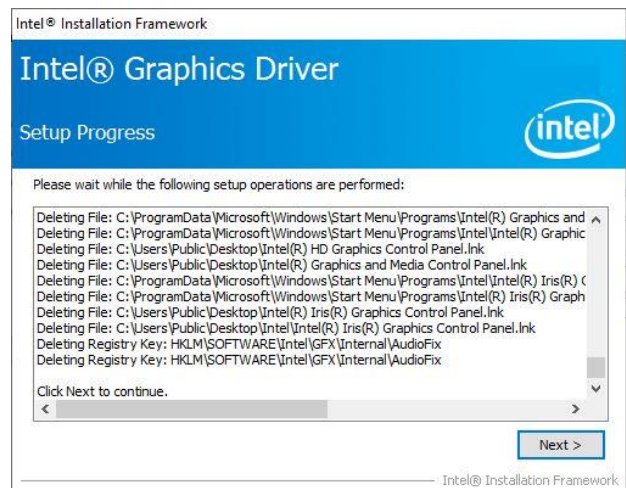 Intel® Installation Framework
Intel® Graphics Driver
Setup Progress
intel
Please wait while the following setup operations are performed:
Deleting File: C:\ProgramData\Microsoft\Windows\Start Menu\Programs\Intel(R) Graphics and
Deleting File: C:\ProgramData\Microsoft\Windows\Start Menu\Programs\Intel\Intel(R) Graphic
Deleting File: C:\Users\Public\Desktop\Intel(R) HD Graphics Control Panel.lnk
Deleting File: C:\Users\Public\Desktop\Intel(R) Graphics and Media Control Panel.lnk
Deleting File: C:\ProgramData\Microsoft\Windows\Start Menu\Programs\Intel\Intel(R) Iris(R) G
Deleting File: C:\ProgramData\Microsoft\Windows\Start Menu\Programs\Intel(R) Iris(R) Graph
Deleting File: C:\Users\Public\Desktop\Intel(R) Iris(R) Graphics Control Panel.lnk
Deleting File: C:\Users\Public\Desktop\Intel\Intel(R) Iris(R) Graphics Control Panel.lnk
Deleting Registry Key: HKLM\SOFTWARE\Intel\GFX\Internal\AudioFix
Deleting Registry Key: HKLM\SOFTWARE\Intel\GFX\Internal\AudioFix
Click Next to continue.
Next >
Intel® Installation Framework